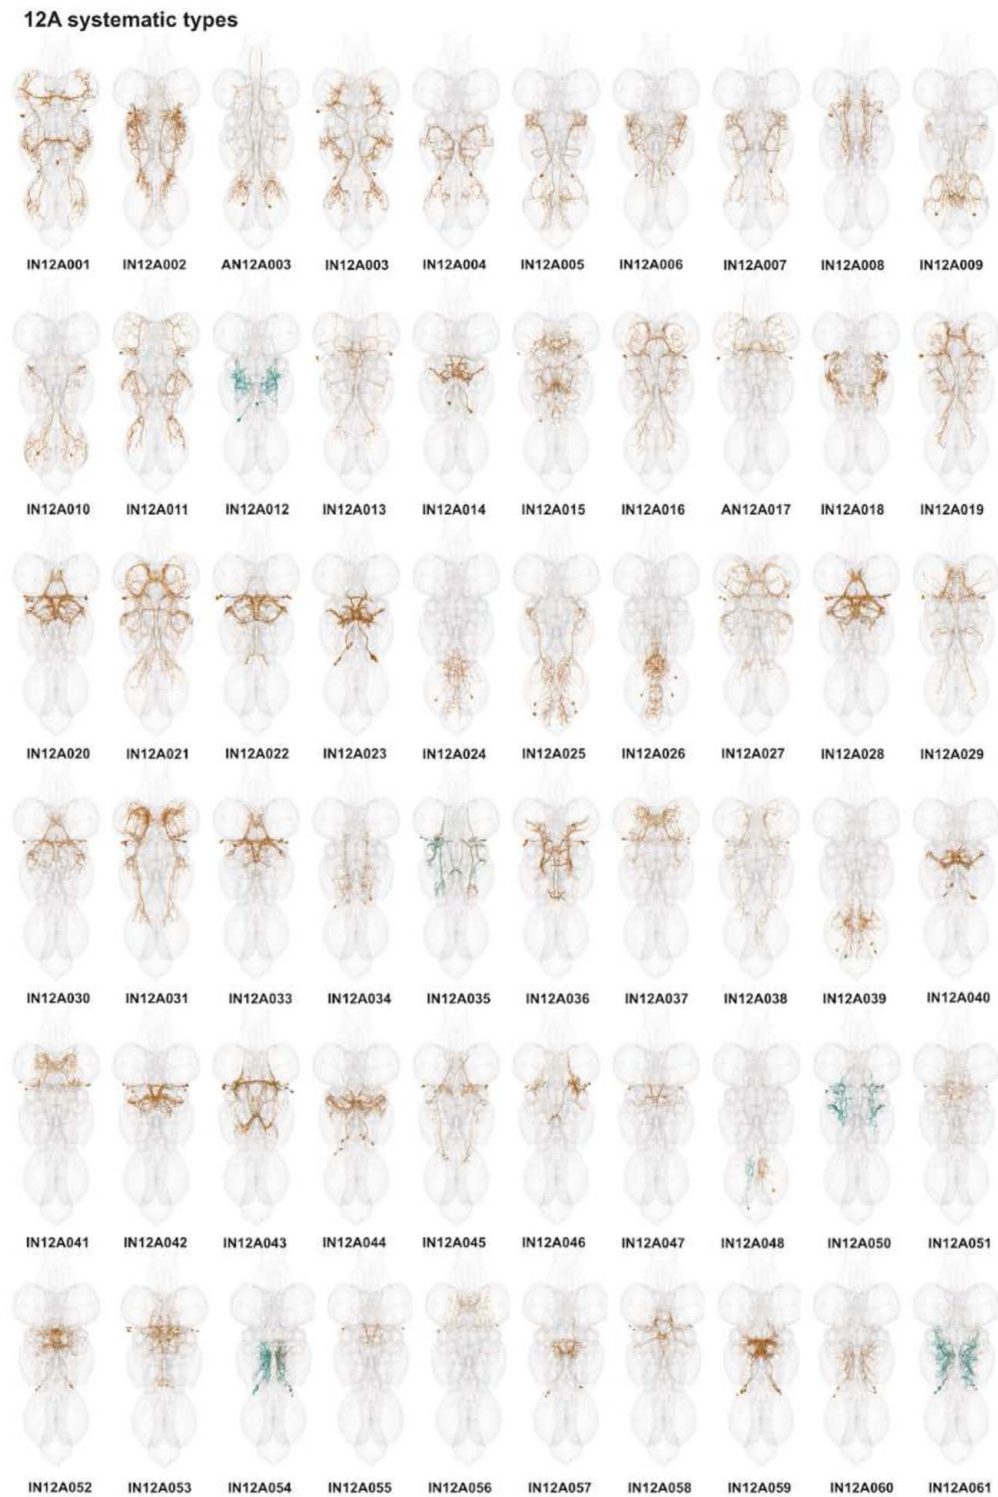 12A systematic types
IN12A001 IN12A002 AN12A003 IN12A003 IN12A004 IN12A005 IN12A006 IN12A007 IN12A008 IN12A009
IN12A010 IN12A011 IN12A012 IN12A013 IN12A014 IN12A015 IN12A016 AN12A017 IN12A018 IN12A019
IN12A020 IN12A021 IN12A022 IN12A023 IN12A024 IN12A025 IN12A026 IN12A027 IN12A028 IN12A029
IN12A030 IN12A031 IN12A033 IN12A034 IN12A035 IN12A036 IN12A037 IN12A038 IN12A039 IN12A040
IN12A041 IN12A042 IN12A043 IN12A044 IN12A045 IN12A046 IN12A047 IN12A048 IN12A050 IN12A051
IN12A052 IN12A053 IN12A054 IN12A055 IN12A056 IN12A057 IN12A058 IN12A059 IN12A060 IN12A061